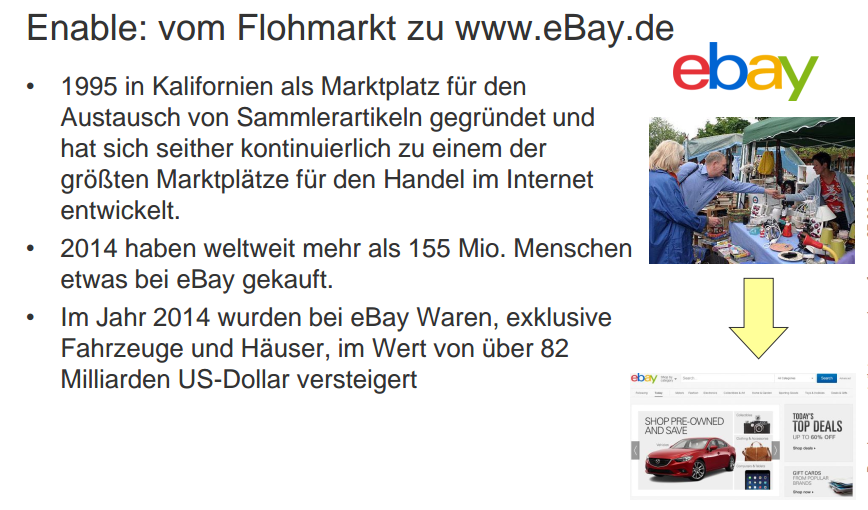 Enable: vom Flohmarkt zu www.eBay.de
ebay
• 1995 in Kalifornien als Marktplatz für den
Austausch von Sammlerartikeln gegründet und
hat sich seither kontinuierlich zu einem der
größten Marktplätze für den Handel im Internet
entwickelt.
• 2014 haben weltweit mehr als 155 Mio. Menschen
etwas bei eBay gekauft.
• Im Jahr 2014 wurden bei eBay Waren, exklusive
Fahrzeuge und Häuser, im Wert von über 82
Milliarden US-Dollar versteigert
ebay
Search
SHOP PRE-OWNED
AND SAVE
TODAY'S
TOP DEALS
UP TO 60% OFF
Shop deals
GIFT CARDS
FROM POPULAR
BRANDS
Shop now